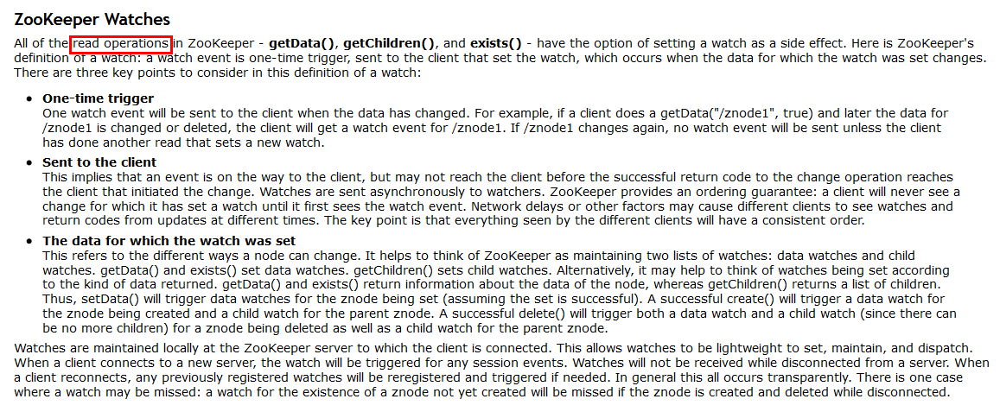 ZooKeeper Watches
All of the read operations in ZooKeeper - getData(), getChildren(), and exists() - have the option of setting a watch as a side effect. Here is ZooKeeper's
definition of a watch: a watch event is one-time trigger, sent to the client that set the watch, which occurs when the data for which the watch was set changes.
There are three key points to consider in this definition of a watch:
• One-time trigger
One watch event will be sent to the client when the data has changed. For example, if a client does a getData("/znode1", true) and later the data for
/znode1 is changed or deleted, the client will get a watch event for /znode1. If /znode1 changes again, no watch event will be sent unless the client
has done another read that sets a new watch.
• Sent to the client
This implies that an event is on the way to the client, but may not reach the client before the successful return code to the change operation reaches
the client that initiated the change. Watches are sent asynchronously to watchers. ZooKeeper provides an ordering guarantee: a client will never see a
change for which it has set a watch until it first sees the watch event. Network delays or other factors may cause different clients to see watches and
return codes from updates at different times. The key point is that everything seen by the different clients will have a consistent order.
• The data for which the watch was set
This refers to the different ways a node can change. It helps to think of ZooKeeper as maintaining two lists of watches: data watches and child
watches. getData() and exists() set data watches. getChildren() sets child watches. Alternatively, it may help to think of watches being set according
to the kind of data returned. getData() and exists() return information about the data of the node, whereas getChildren() returns a list of children.
Thus, setData() will trigger data watches for the znode being set (assuming the set is successful). A successful create() will trigger a data watch for
the znode being created and a child watch for the parent znode. A successful delete() will trigger both a data watch and a child watch (since there can
be no more children) for a znode being deleted as well as a child watch for the parent znode.
Watches are maintained locally at the ZooKeeper server to which the client is connected. This allows watches to be lightweight to set, maintain, and dispatch.
When a client connects to a new server, the watch will be triggered for any session events. Watches will not be received while disconnected from a server. When
a client reconnects, any previously registered watches will be reregistered and triggered if needed. In general this all occurs transparently. There is one case
where a watch may be missed: a watch for the existence of a znode not yet created will be missed if the znode is created and deleted while disconnected.